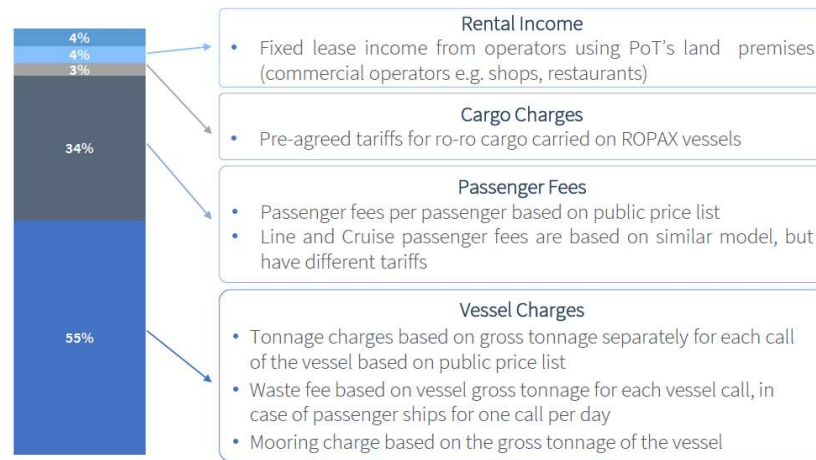 4%
4%
3%
34%
55%
Rental Income
• Fixed lease income from operators using PoT's land premises
(commercial operators e.g. shops, restaurants)
Cargo Charges
• Pre-agreed tariffs for ro-ro cargo carried on ROPAX vessels
Passenger Fees
• Passenger fees per passenger based on public price list
• Line and Cruise passenger fees are based on similar model, but
have different tariffs
Vessel Charges
• Tonnage charges based on gross tonnage separately for each call
of the vessel based on public price list
• Waste fee based on vessel gross tonnage for each vessel call, in
case of passenger ships for one call per day
• Mooring charge based on the gross tonnage of the vessel